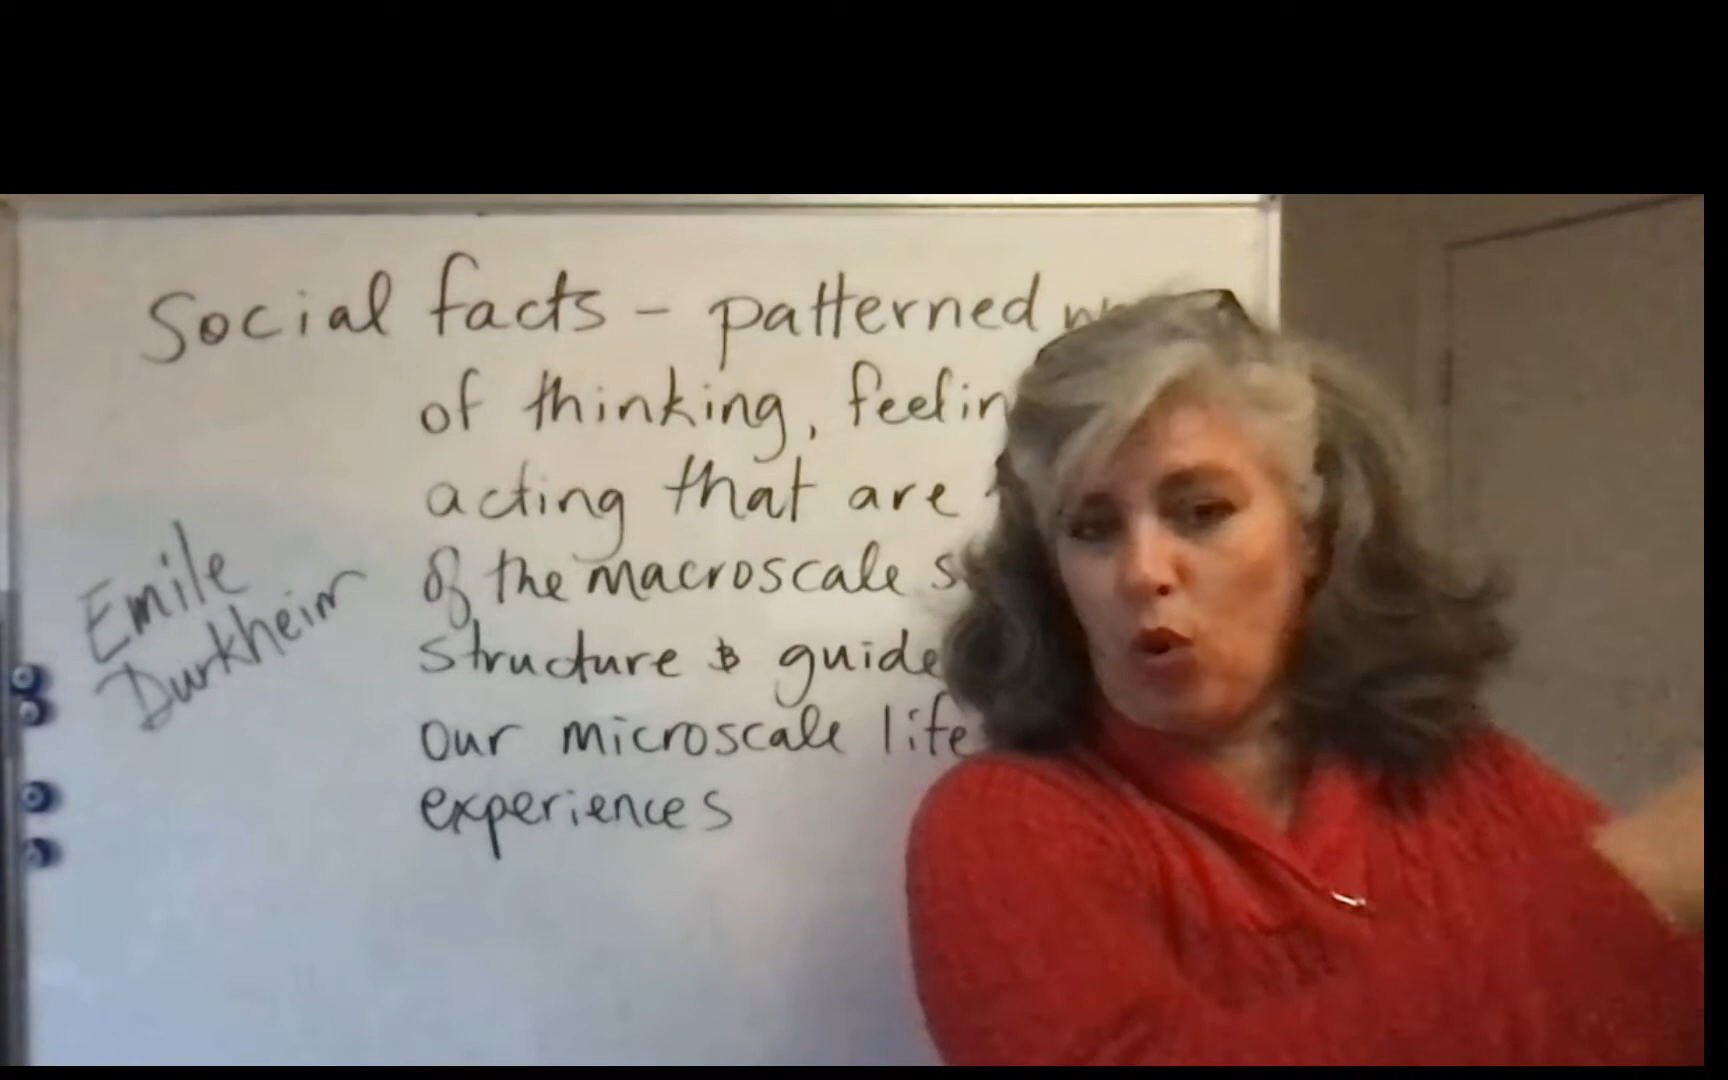 Social facts – patterned
of thinking, feelin
acting that are
of the macroscale s
structure & guide
our microscale life
experiences
Emile
Durkheim